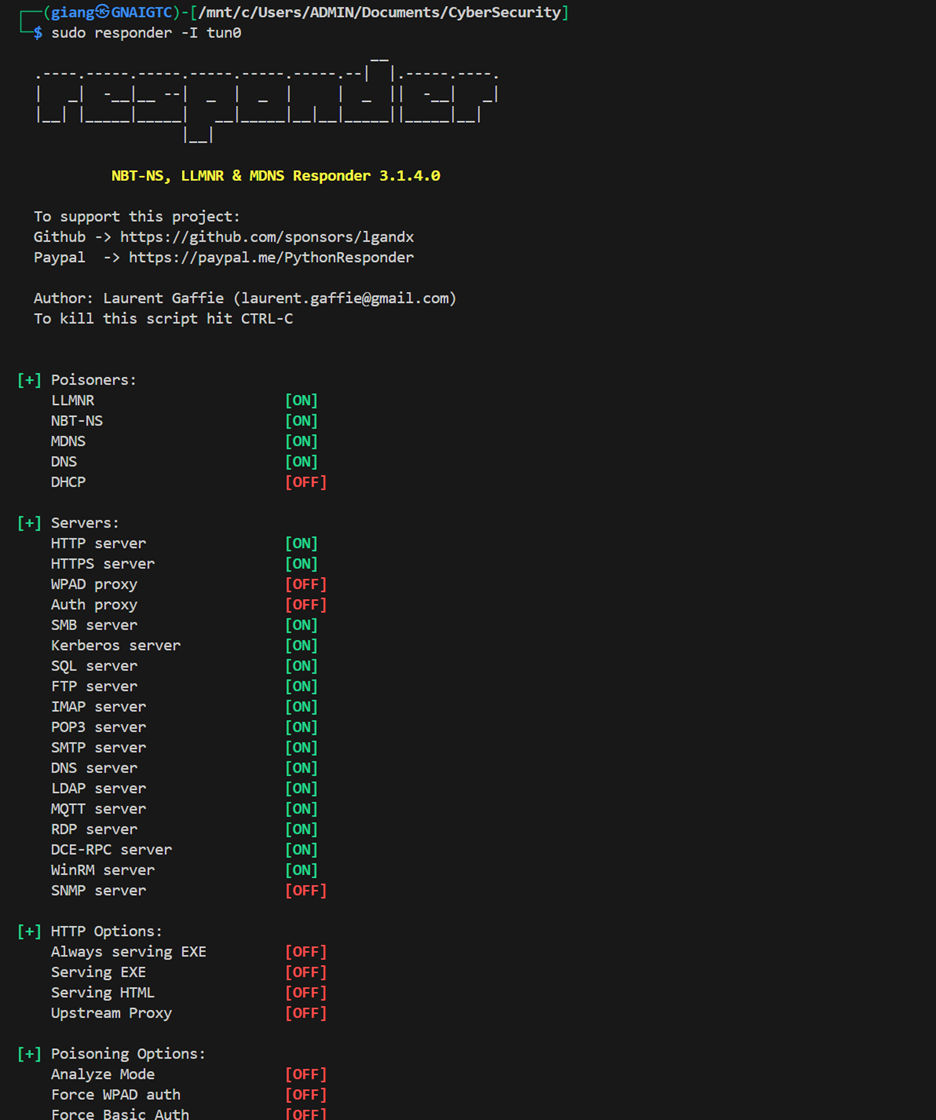 (giang㉿GNAIGTC)-[/mnt/c/Users/ADMIN/Documents/CyberSecurity]
$ sudo responder -I tun0
responder
NBT-NS, LLMNR & MDNS Responder 3.1.4.0
To support this project:
Github -> https://github.com/sponsors/lgandx
Paypal  -> https://paypal.me/PythonResponder
Author: Laurent Gaffie (laurent.gaffie@gmail.com)
To kill this script hit CTRL-C
[+] Poisoners:
LLMNR [ON]
NBT-NS [ON]
MDNS [ON]
DNS [ON]
DHCP [OFF]
[+] Servers:
HTTP server [ON]
HTTPS server [ON]
WPAD proxy [OFF]
Auth proxy [OFF]
SMB server [ON]
Kerberos server [ON]
SQL server [ON]
FTP server [ON]
IMAP server [ON]
POP3 server [ON]
SMTP server [ON]
DNS server [ON]
LDAP server [ON]
MQTT server [ON]
RDP server [ON]
DCE-RPC server [ON]
WinRM server [ON]
SNMP server [OFF]
[+] HTTP Options:
Always serving EXE [OFF]
Serving EXE [OFF]
Serving HTML [OFF]
Upstream Proxy [OFF]
[+] Poisoning Options:
Analyze Mode [OFF]
Force WPAD auth [OFF]
Force Basic Auth [OFF]